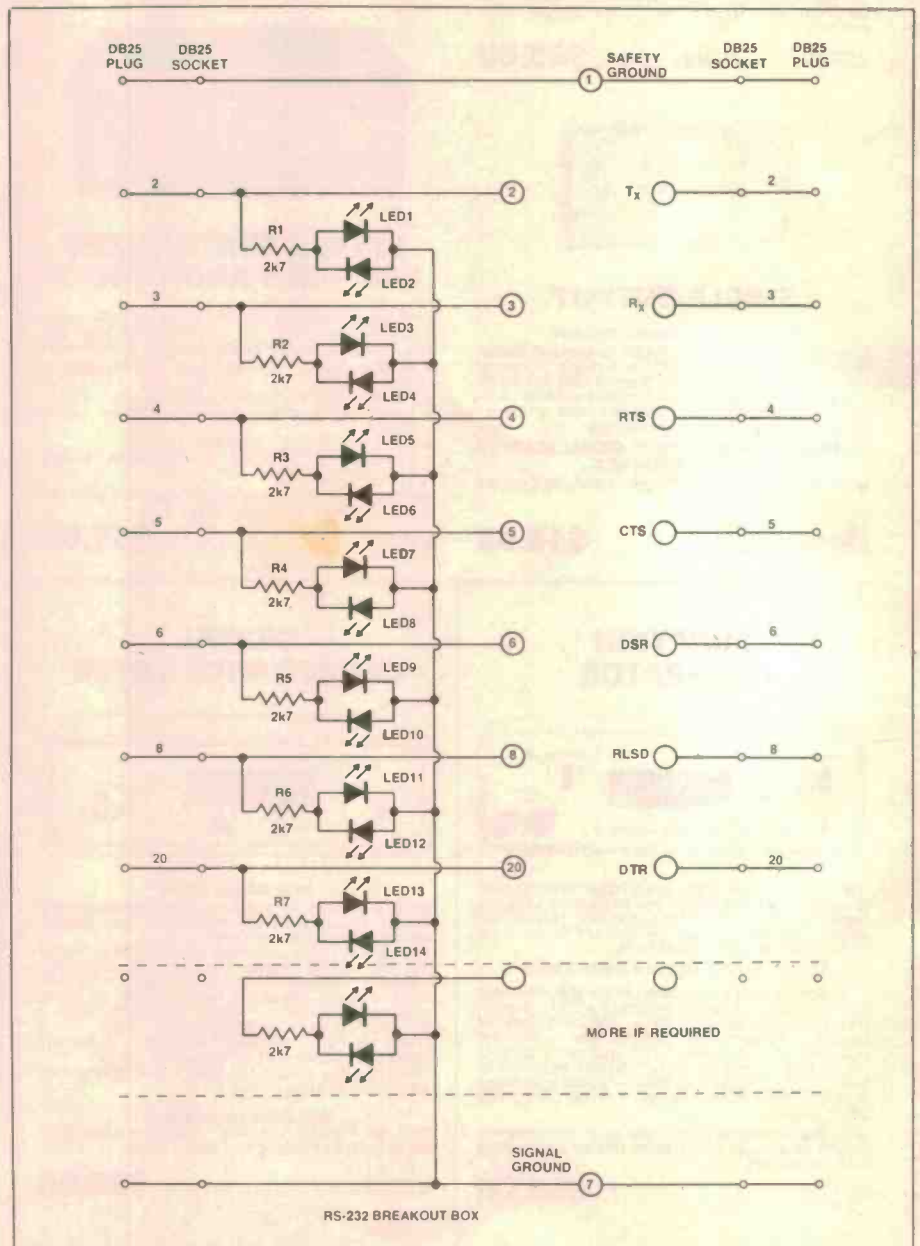 DB25 PLUG DB25 SOCKET SAFETY GROUND DB25 SOCKET DB25 PLUG
1
2 2 TX 2
R1 LED1
2k7 LED2
3 3 RX 3
R2 LED3
2k7 LED4
4 4 RTS 4
R3 LED5
2k7 LED6
5 5 CTS 5
R4 LED7
2k7 LED8
6 6 DSR 6
R5 LED9
2k7 LED10
8 8 RLSD 8
R6 LED11
2k7 LED12
20 20 DTR 20
R7 LED13
2k7 LED14
2k7 MORE IF REQUIRED
SIGNAL
GROUND
7
RS-232 BREAKOUT BOX